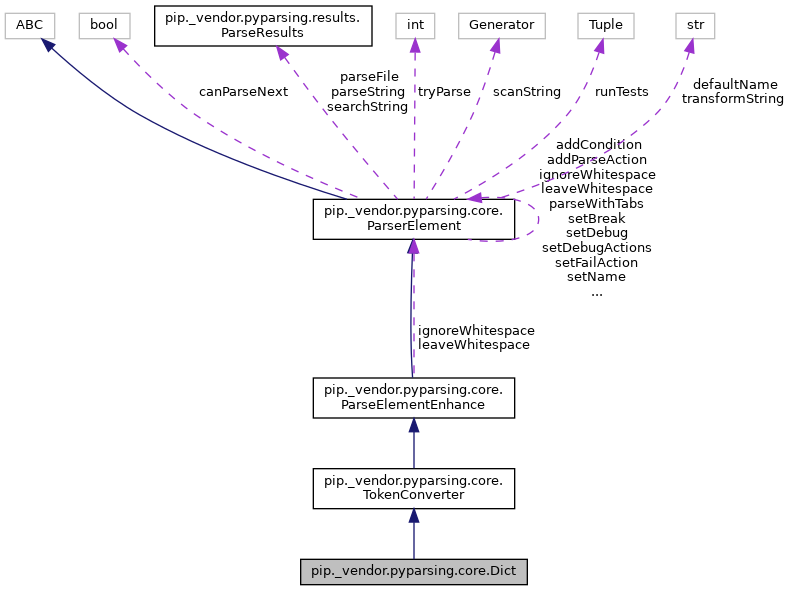 ABC
bool
pip._vendor.pyparsing.results.
ParseResults
int
Generator
Tuple
str
canParseNext
parseFile
parseString
searchString
tryParse
scanString
runTests
defaultName
transformString
addCondition
addParseAction
ignoreWhitespace
leaveWhitespace
parseWithTabs
setBreak
setDebug
setDebugActions
setFailAction
setName
...
pip._vendor.pyparsing.core.
ParserElement
ignoreWhitespace
leaveWhitespace
pip._vendor.pyparsing.core.
ParseElementEnhance
pip._vendor.pyparsing.core.
TokenConverter
pip._vendor.pyparsing.core.Dict